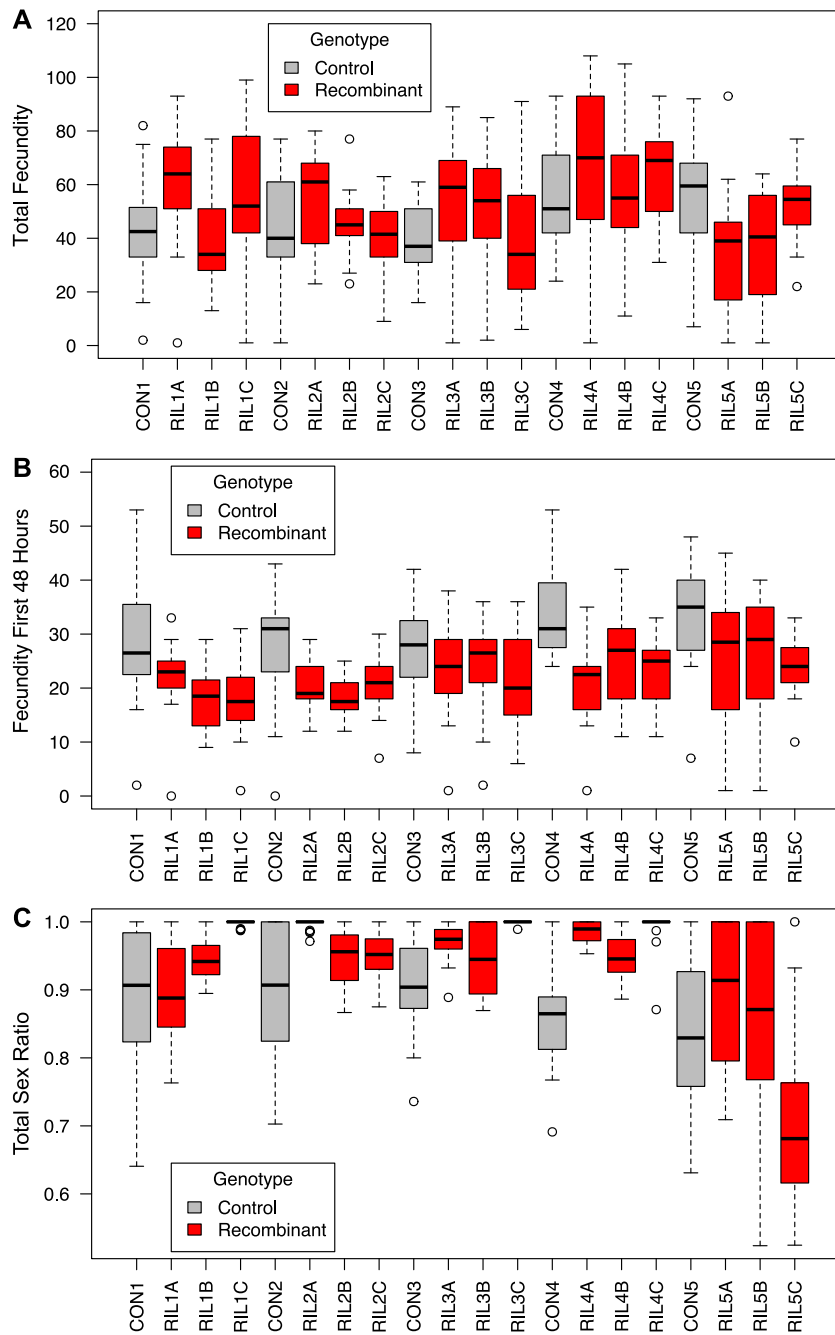 A
Total Fecundity
120
100
80
60
40
20
0
Genotype
Control
Recombinant
CON1 RIL1A RIL1B RIL1C CON2 RIL2A RIL2B RIL2C CON3 RIL3A RIL3B RIL3C CON4 RIL4A RIL4B RIL4C CON5 RIL5A RIL5B RIL5C
B
Fecundity First 48 Hours
60
50
40
30
20
10
0
Genotype
Control
Recombinant
CON1 RIL1A RIL1B RIL1C CON2 RIL2A RIL2B RIL2C CON3 RIL3A RIL3B RIL3C CON4 RIL4A RIL4B RIL4C CON5 RIL5A RIL5B RIL5C
C
Total Sex Ratio
1.0
0.9
0.8
0.7
0.6
Genotype
Control
Recombinant
CON1 RIL1A RIL1B RIL1C CON2 RIL2A RIL2B RIL2C CON3 RIL3A RIL3B RIL3C CON4 RIL4A RIL4B RIL4C CON5 RIL5A RIL5B RIL5C